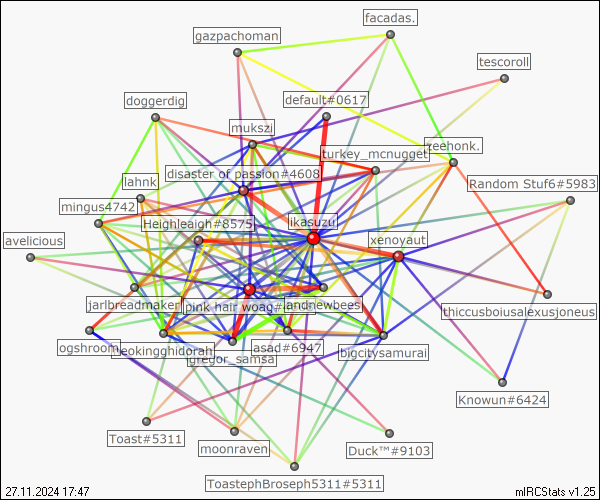 facadas.
gazpachoman
tescoroll
default#0617
doggerdig
mukszi
turkey_mcnugget
disaster of passion#4608
Random Stuf6#5983
lahnk
mingus4742
ikasuzu
Heighleaigh#8575
xenoyaut
avelicious
jarlbreadmaker
pink hair woag
landnewbees
thiccusboiusalexusjoneus
ogshroom
asad#6947
bigcitysamurai
gregor_samsa
Knowun#6424
Toast#5311
moonraven
Duck™#9103
ToastephBroseph5311#5311
27.11.2024 17:47
mIRCStats v1.25